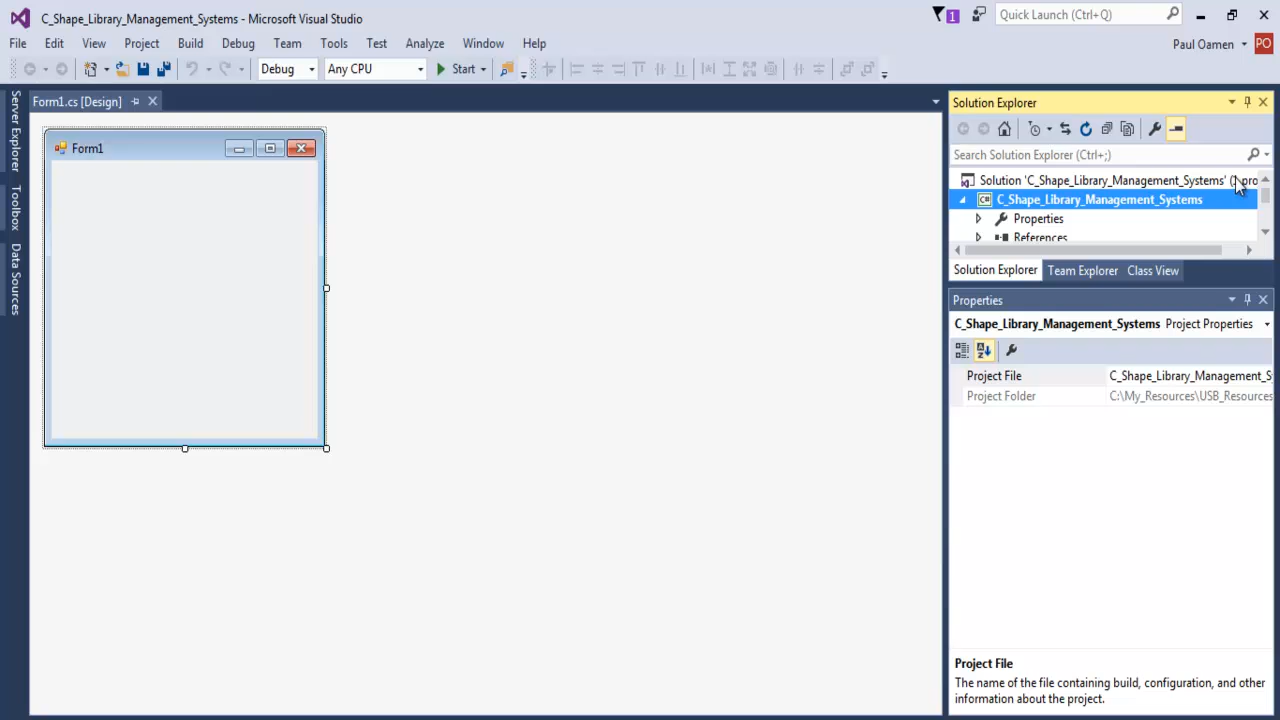 C_Shape_Library_Management_Systems - Microsoft Visual Studio
1
Quick Launch (Ctrl+Q)
File Edit View Project Build Debug Team Tools Test Analyze Window Help
Paul Oamen
PO
Debug
Any CPU
Start
Server Explorer
Toolbox
Data Sources
Form1.cs [Design]
Form1
Solution Explorer
Search Solution Explorer (Ctrl+;)
Solution 'C_Shape_Library_Management_Systems' (
C# C_Shape_Library_Management_Systems
Properties
References
Solution Explorer Team Explorer Class View
Properties
C_Shape_Library_Management_Systems Project Properties
Project File C_Shape_Library_Management_S
Project Folder C:\My_Resources\USB_Resources
Project File
The name of the file containing build, configuration, and other
information about the project.